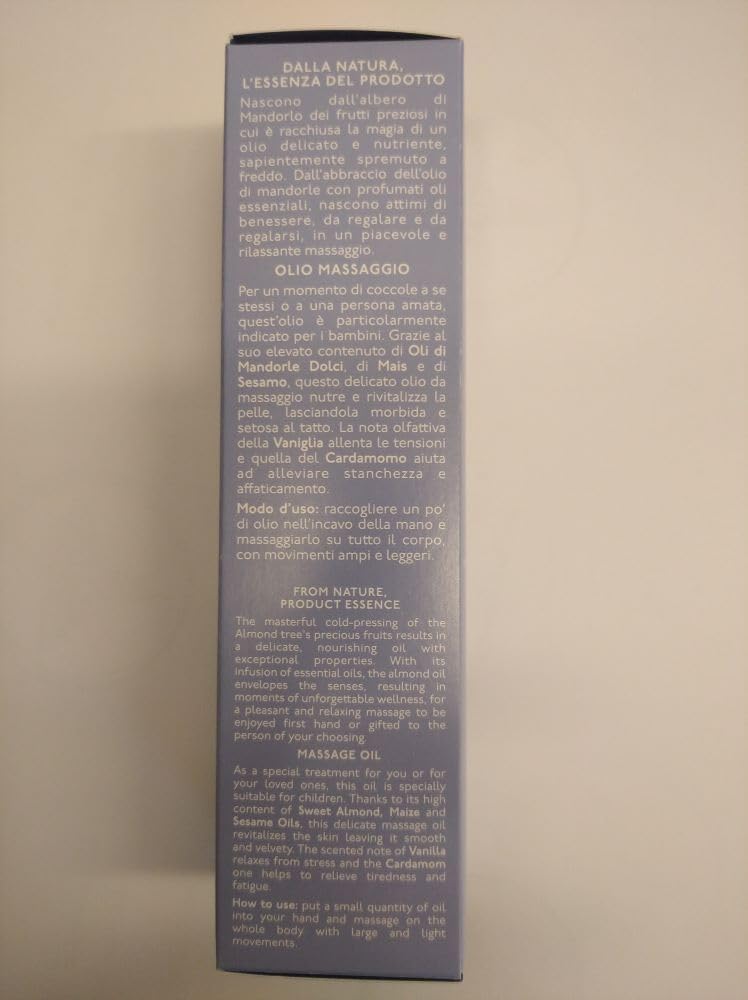 DALLA NATURA,
L'ESSENZA DEL PRODOTTO
Nascono dall'albero di
Mandorlo dei frutti preziosi in
cui è racchiusa la magia di un
olio delicato e nutriente,
sapientemente spremuto a
freddo. Dall'abbraccio dell'olio
di mandorle con profumati oli
essenziali, nascono attimi di
benessere, da regalare e da
regalarsi, in un piacevole e
rilassante massaggio.
OLIO MASSAGGIO
Per un momento di coccole a se
stessi o a una persona amata,
quest'olio è particolarmente
indicato per i bambini. Grazie al
suo elevato contenuto di Oli di
Mandorle Dolci, di Mais e di
Sesamo, questo delicato olio da
massaggio nutre e rivitalizza la
pelle, lasciandola morbida e
setosa al tatto. La nota olfattiva
della Vaniglia allenta le tensioni
e quella del Cardamomo aiuta
ad alleviare stanchezza e
affaticamento.
Modo d'uso: raccogliere un po'
di olio nell'incavo della mano e
massaggiarlo su tutto il corpo,
con movimenti ampi e leggeri.
FROM NATURE,
PRODUCT ESSENCE
The masterful cold-pressing of the
Almond tree's precious fruits results in
a delicate, nourishing oil with
exceptional properties. With its
infusion of essential oils, the almond oil
envelopes the senses, resulting in
moments of unforgettable wellness, for
a pleasant and relaxing massage to be
enjoyed first hand or gifted to the
person of your choosing.
MASSAGE OIL
As a special treatment for you or for
your loved ones, this oil is specially
suitable for children. Thanks to its high
content of Sweet Almond, Maize and
Sesame Oils, this delicate massage oil
revitalizes the skin leaving it smooth
and velvety. The scented note of Vanilla
relaxes from stress and the Cardamom
one helps to relieve tiredness and
fatigue.
How to use: put a small quantity of oil
into your hand and massage on the
whole body with large and light
movements.